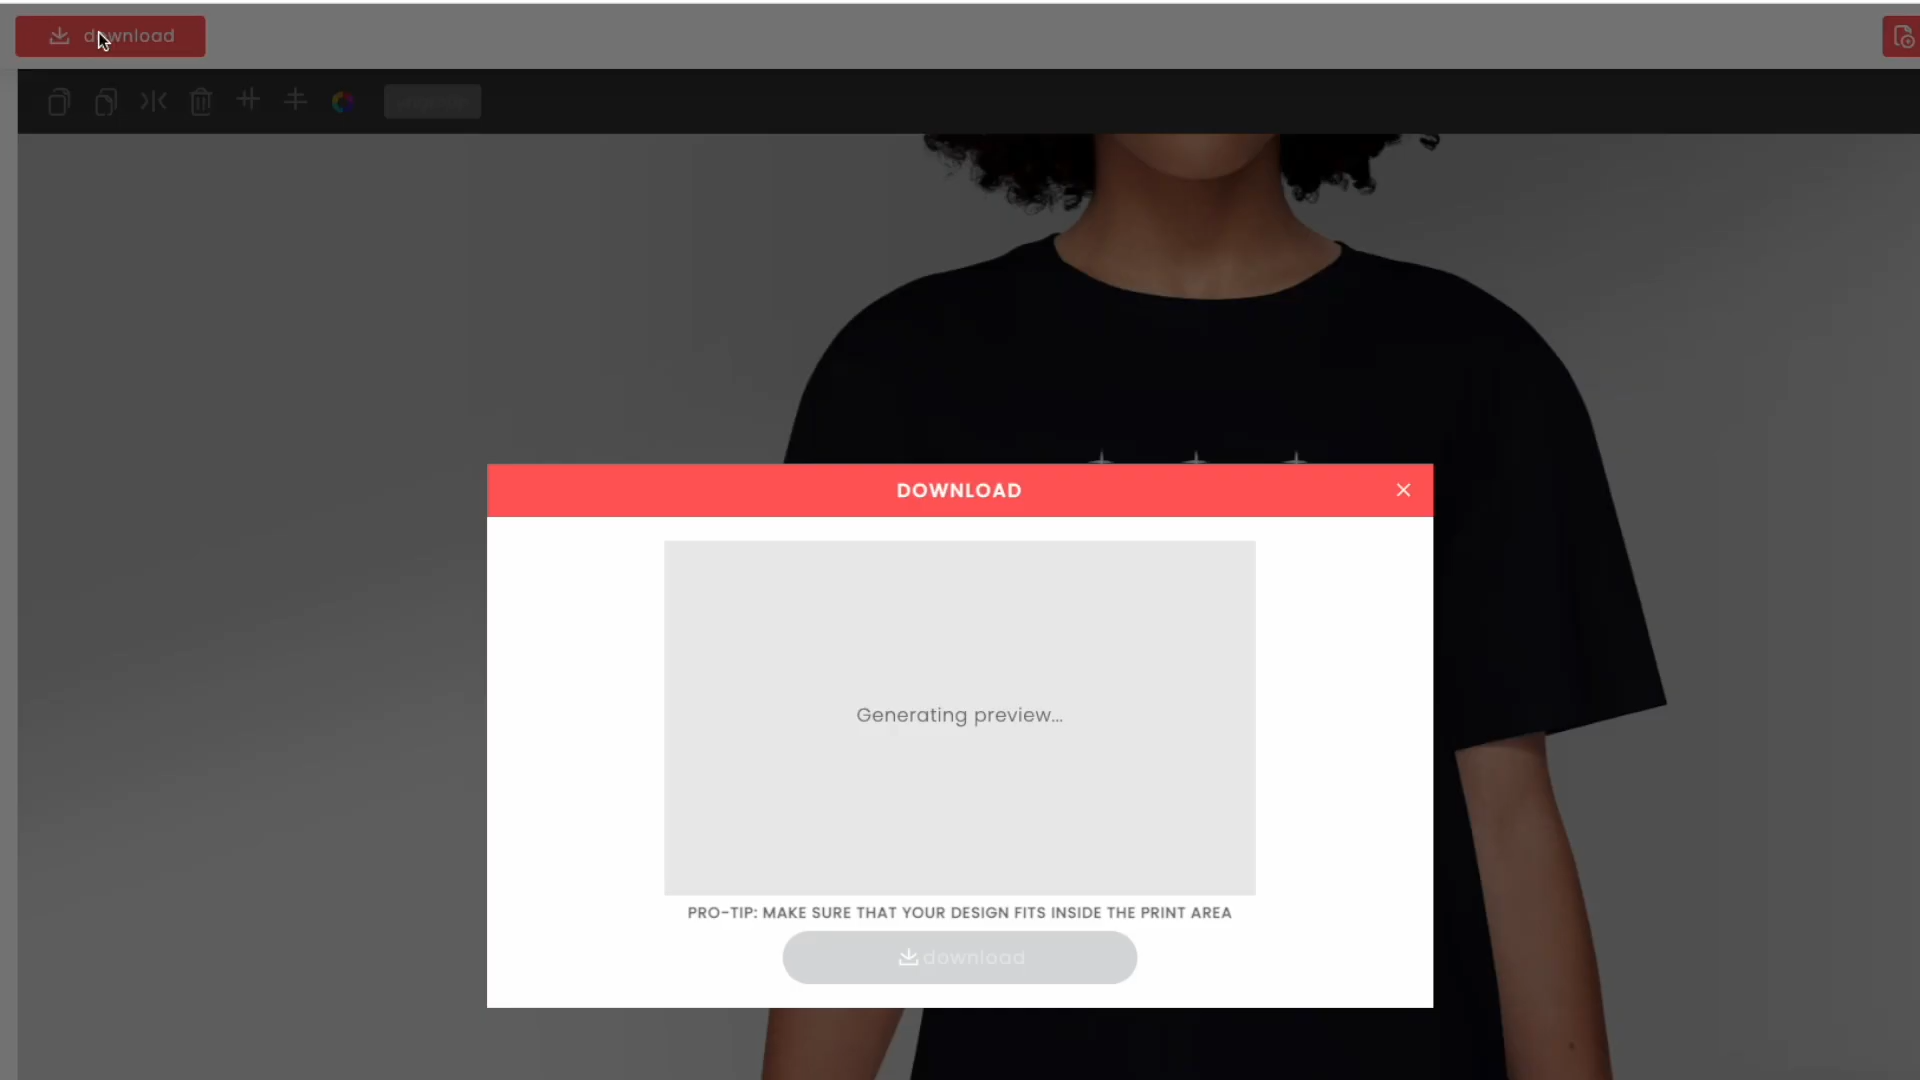 download
DOWNLOAD
Generating preview...
PRO-TIP: MAKE SURE THAT YOUR DESIGN FITS INSIDE THE PRINT AREA
download